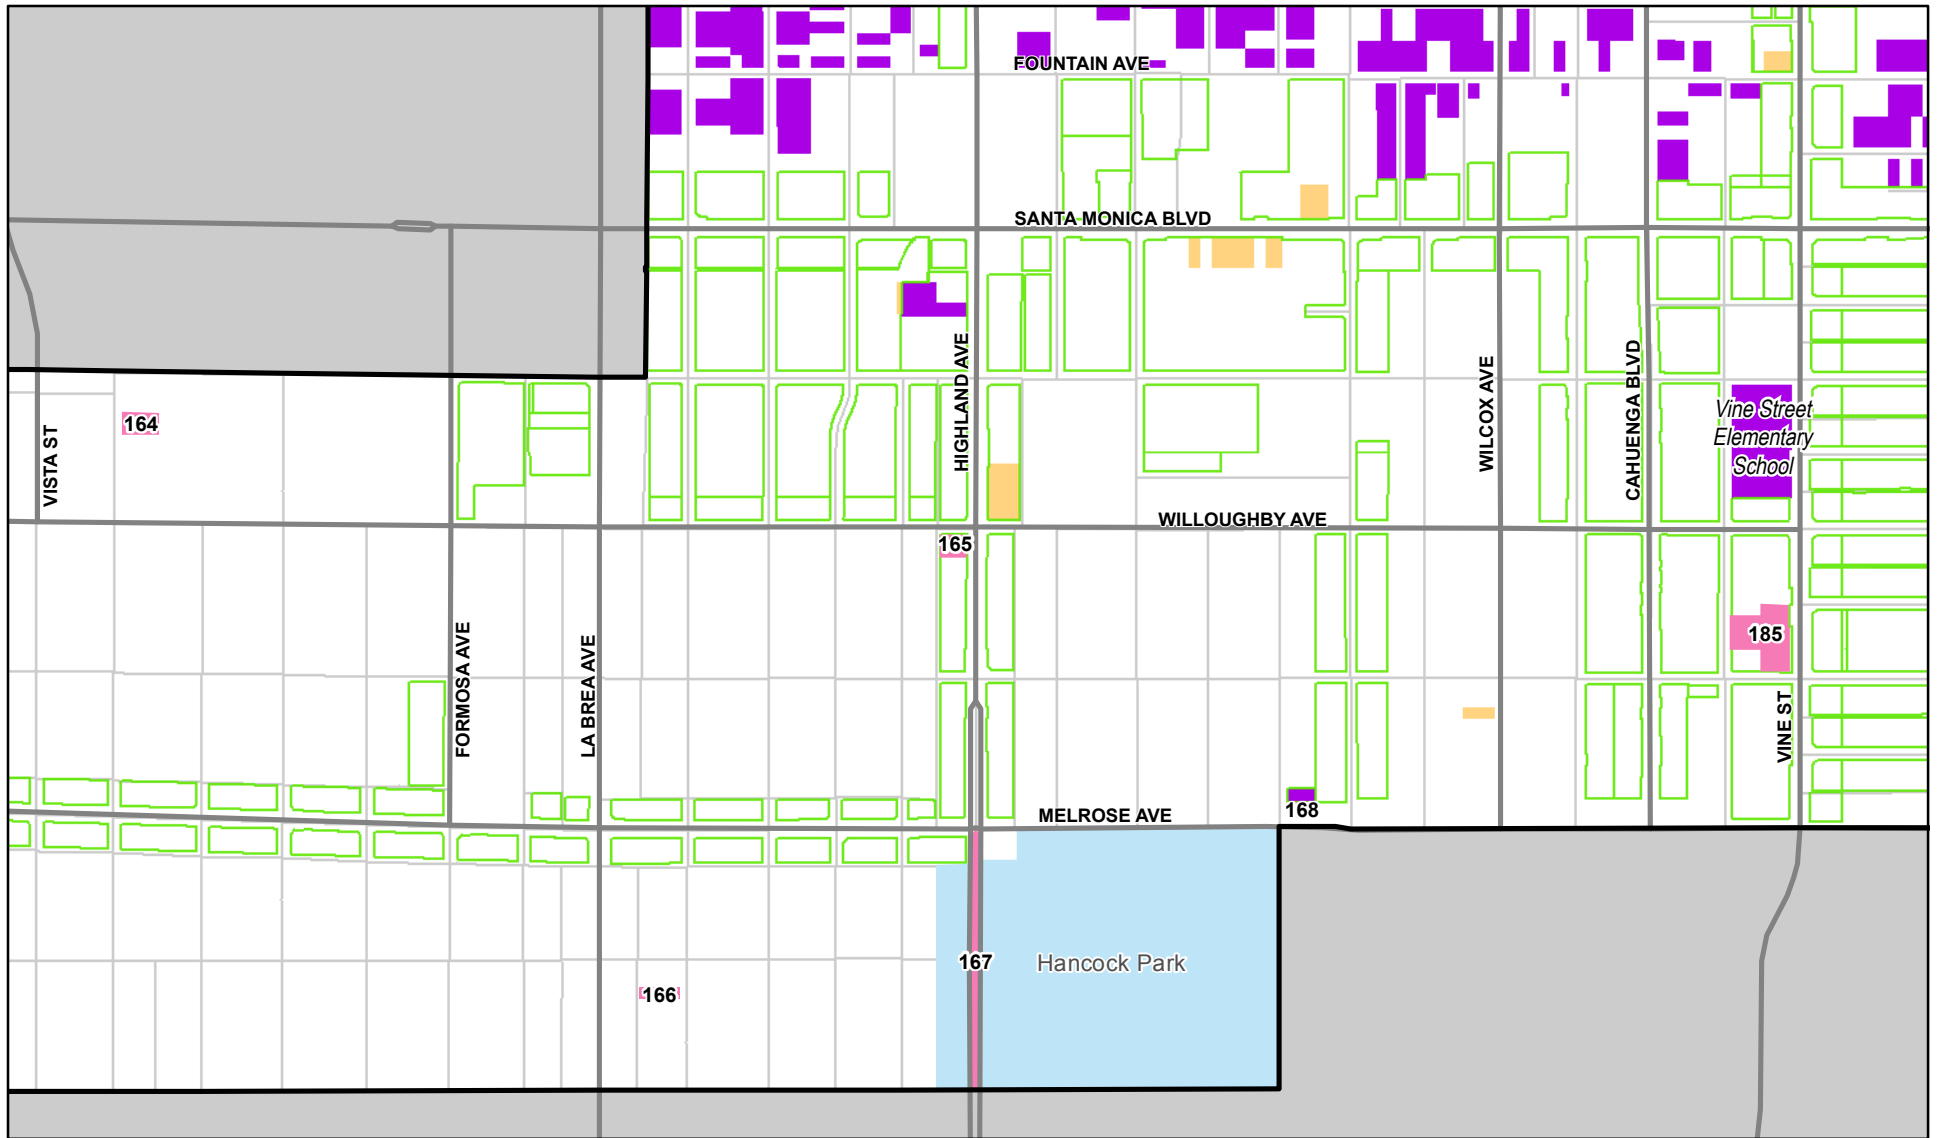 FOUNTAIN AVE
SANTA MONICA BLVD
HIGHLAND AVE
WILCOX AVE
CAHUENGA BLVD
Vine Street
Elementary
School
164
VISTA ST
WILLOUGHBY AVE
165
185
FORMOSA AVE
LA BREA AVE
VINE ST
168
MELROSE AVE
167
Hancock Park
166